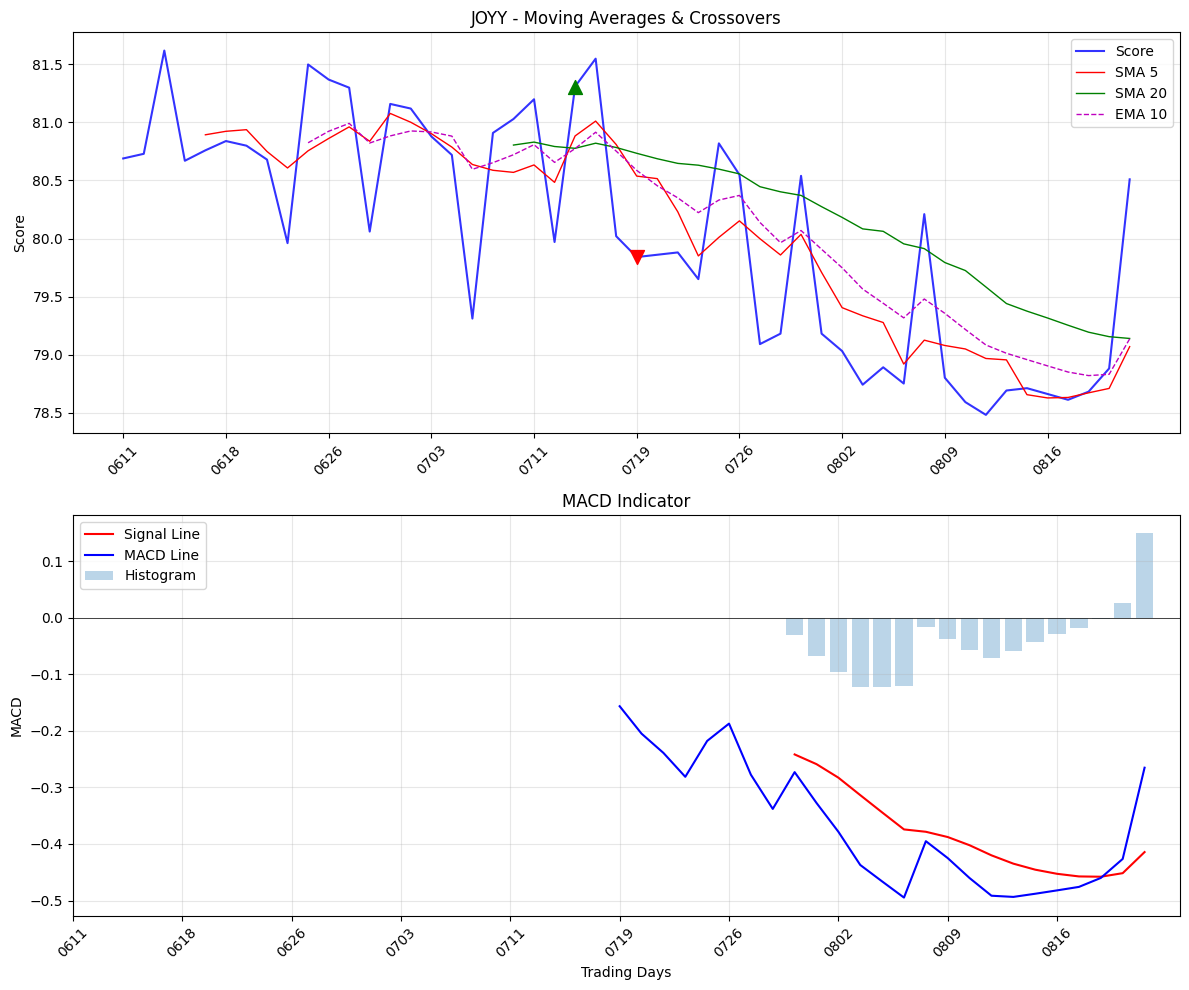 JOYY - Moving Averages & Crossovers
Score
81.5
81.0
80.5
80.0
79.5
79.0
78.5
Score
SMA 5
SMA 20
EMA 10
0611
0618
0626
0703
0711
0719
0726
0802
0809
0816
MACD Indicator
MACD
0.1
0.0
−0.1
−0.2
−0.3
−0.4
−0.5
Signal Line
MACD Line
Histogram
0611
0618
0626
0703
0711
0719
0726
0802
0809
0816
Trading Days